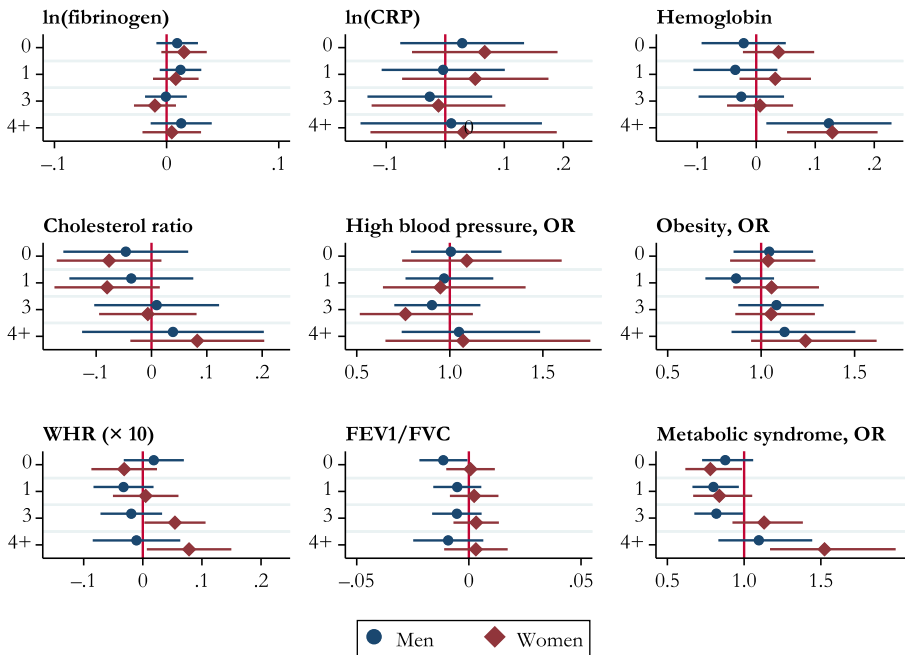 ln(fibrinogen) ln(CRP) Hemoglobin
0 0 0
1 1 1
3 3 3
4+ 4+ 0 4+
–.1 0 .1 –.1 0 .1 .2 –.1 0 .1 .2
Cholesterol ratio High blood pressure, OR Obesity, OR
0 0 0
1 1 1
3 3 3
4+ 4+ 4+
–.1 0 .1 .2 0.5 1.0 1.5 0.5 1.0 1.5
WHR (× 10) FEV1/FVC Metabolic syndrome, OR
0 0 0
1 1 1
3 3 3
4+ 4+ 4+
–.1 0 .1 .2 –.05 0 .05 0.5 1.0 1.5
Men Women